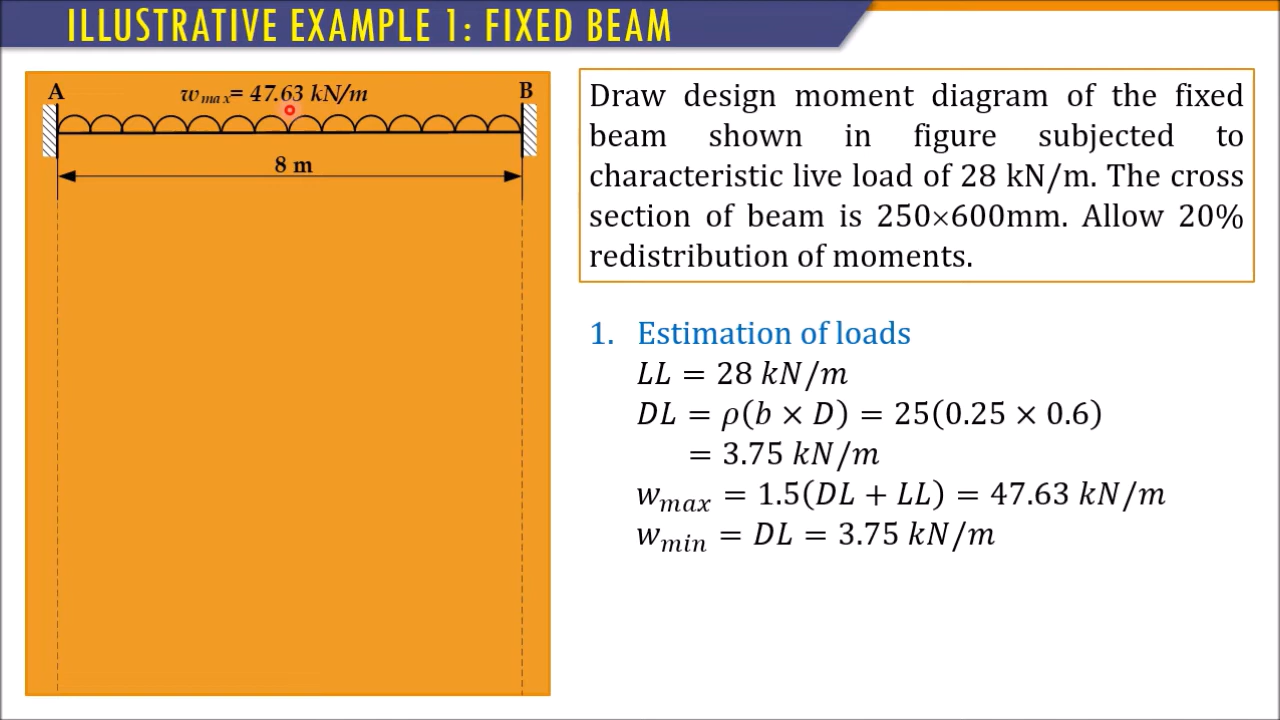 ILLUSTRATIVE EXAMPLE 1: FIXED BEAM
A
w max= 47.63 kN/m
B
8 m
Draw design moment diagram of the fixed
beam shown in figure subjected to
characteristic live load of 28 kN/m. The cross
section of beam is 250×600mm. Allow 20%
redistribution of moments.
1. Estimation of loads
LL = 28 kN/m
DL = ρ(b × D) = 25(0.25 × 0.6)
= 3.75 kN/m
w_max = 1.5(DL + LL) = 47.63 kN/m
w_min = DL = 3.75 kN/m